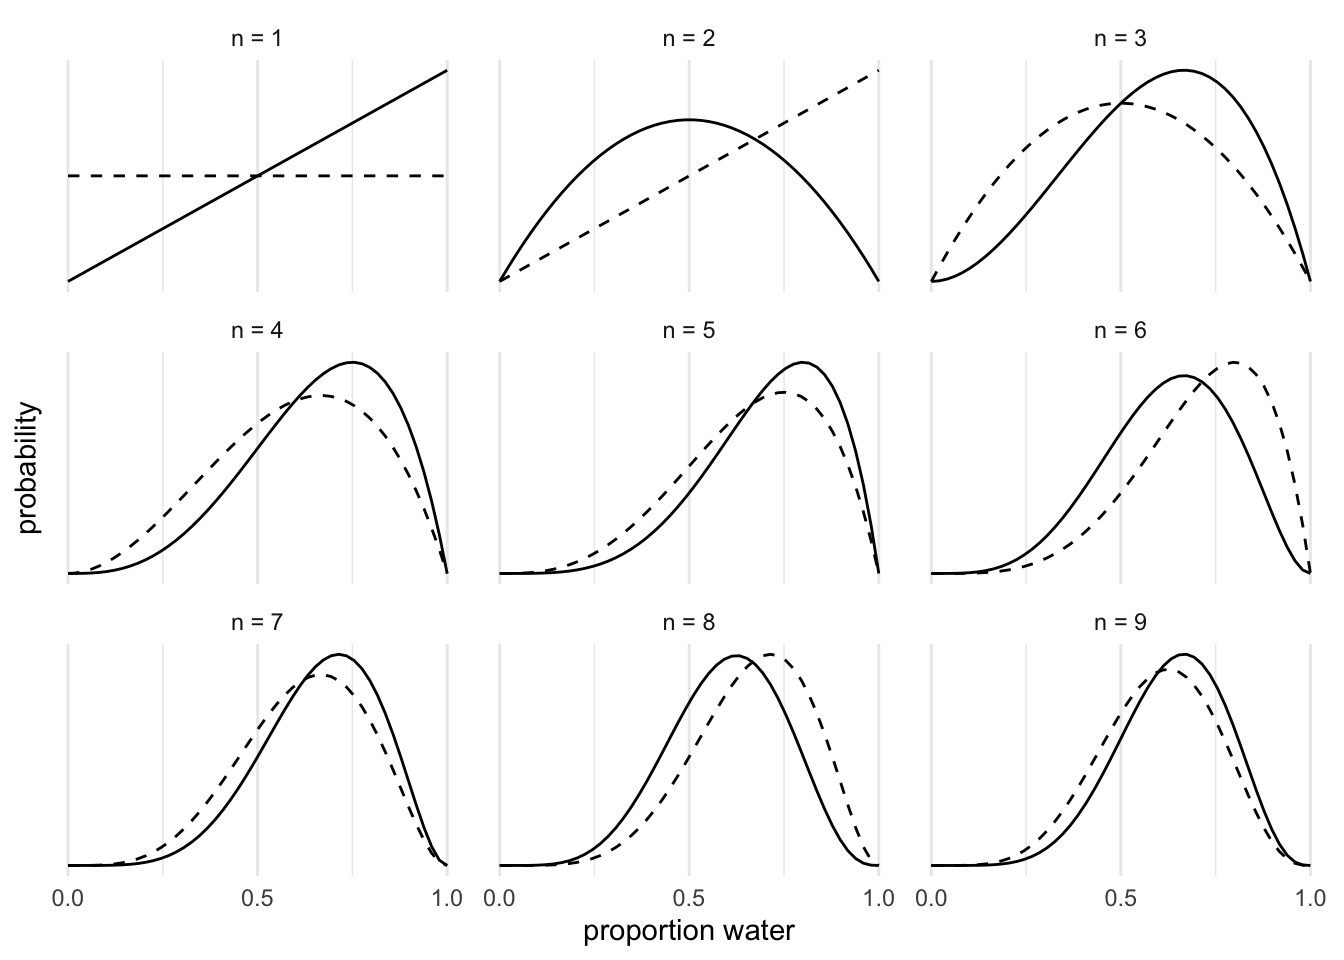 n = 1
n = 2
n = 3
n = 4
n = 5
n = 6
n = 7
n = 8
n = 9
probability
0.0 0.5 1.0 0.0 0.5 1.0 0.0 0.5 1.0
proportion water